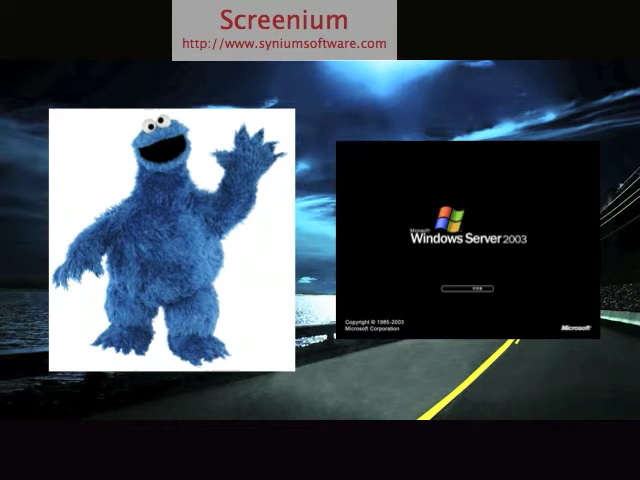 Screenium
http://www.syniumsoftware.com
Microsoft
Windows Server 2003
Copyright © 1985-2003
Microsoft Corporation
Microsoft